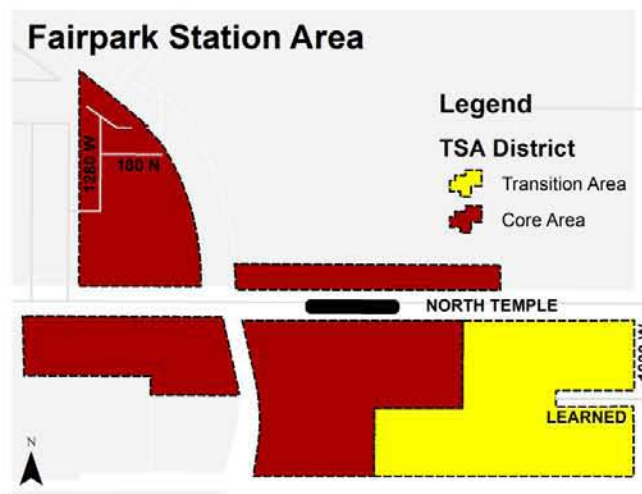 Fairpark Station Area
Legend
TSA District
Transition Area
Core Area
1280 W
180 N
NORTH TEMPLE
LEARNED
N